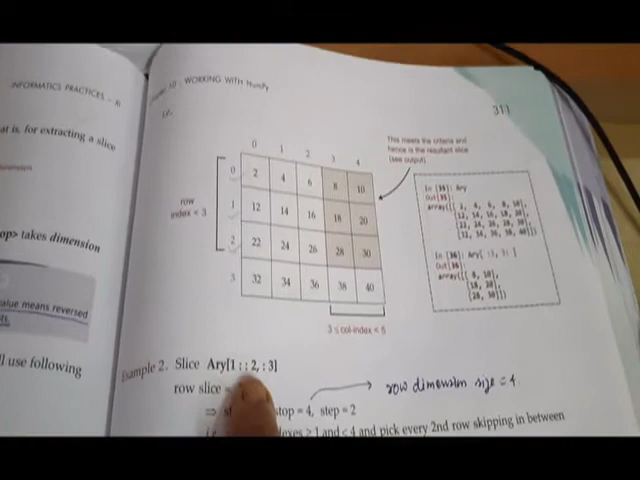 INFORMATICS PRACTICES – XI
at is, for extracting a slice
op> takes dimension
value means reversed
ll use following
: WORKING WITH NumPy
311
0 1 2 3 4
0 2 4 6 8 10
1 12 14 16 18 20
2 22 24 26 28 30
3 32 34 36 38 40
row
index < 3
3 ≤ col-index < 5
This meets the criteria and
hence is the resultant slice
(see output)
In [35]: Ary
Out[35]:
array([[ 2, 4, 6, 8, 10],
[12, 14, 16, 18, 20],
[22, 24, 26, 28, 30],
[32, 34, 36, 38, 40]])
In [36]: Ary[ :3, 3: ]
Out[36]:
array([[ 8, 10],
[18, 20],
[28, 30]])
Example 2. Slice Ary[1 : : 2, : 3]
row slice =
row dimension size = 4
⇒ stop = 4, step = 2
i.e. indexes ≥ 1 and < 4 and pick every 2nd row skipping in between